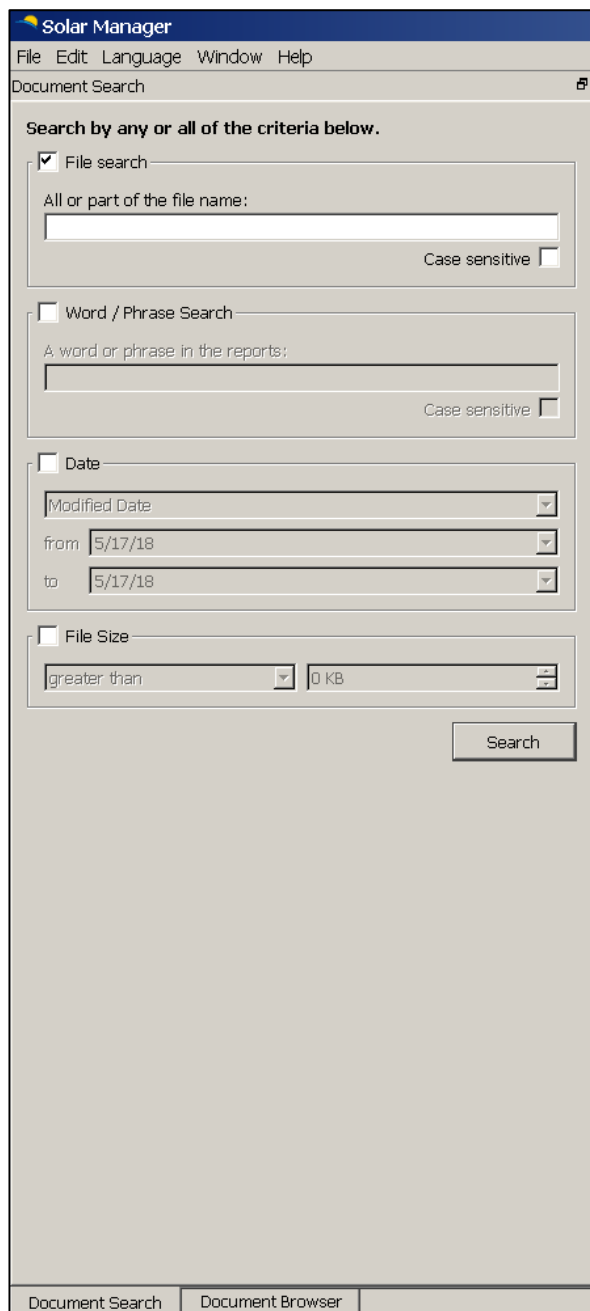 Solar Manager
File Edit Language Window Help
Document Search
Search by any or all of the criteria below.
File search
All or part of the file name:
Case sensitive
Word / Phrase Search
A word or phrase in the reports:
Case sensitive
Date
Modified Date
from 5/17/18
to 5/17/18
File Size
greater than 0 KB
Search
Document Search Document Browser